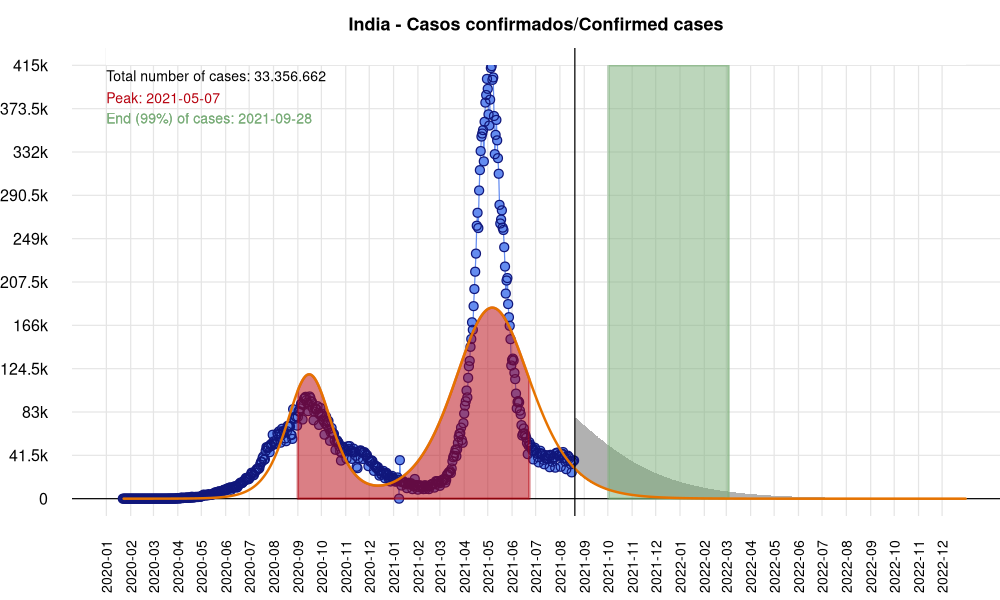 India - Casos confirmados/Confirmed cases
Total number of cases: 33.356.662
Peak: 2021-05-07
End (99%) of cases: 2021-09-28
415k
373.5k
332k
290.5k
249k
207.5k
166k
124.5k
83k
41.5k
0
2020-01
2020-02
2020-03
2020-04
2020-05
2020-06
2020-07
2020-08
2020-09
2020-10
2020-11
2020-12
2021-01
2021-02
2021-03
2021-04
2021-05
2021-06
2021-07
2021-08
2021-09
2021-10
2021-11
2021-12
2022-01
2022-02
2022-03
2022-04
2022-05
2022-06
2022-07
2022-08
2022-09
2022-10
2022-11
2022-12